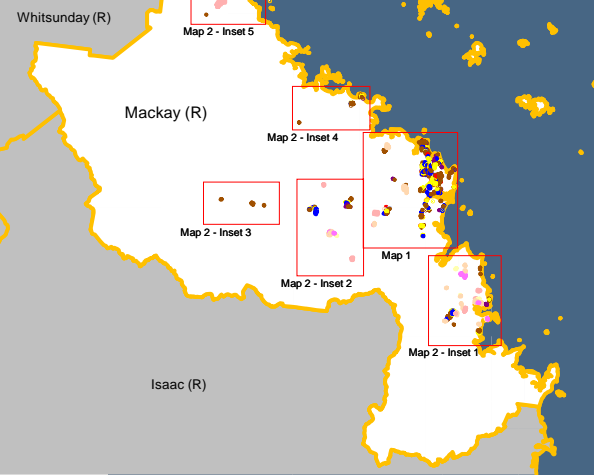 Whitsunday (R)
Map 2 - Inset 5
Mackay (R)
Map 2 - Inset 4
Map 2 - Inset 3
Map 1
Map 2 - Inset 2
Map 2 - Inset 1
Isaac (R)